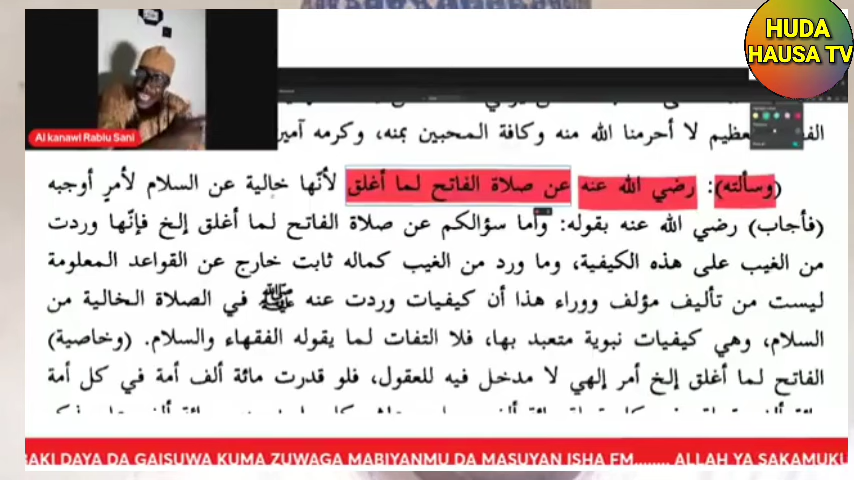 HUDA
HAUSA TV
Al kanawi Rabiu Sani
لا أحرمنا الله منه وكافة المحبين بمنه، وكرمه آمين
(وسألته) رضي الله عنه عن صلاة الفاتح لما أغلق لأنّها خالية عن السلام لأمرٍ أوجبه
(فأجاب) رضي الله عنه بقوله: وأما سؤالكم عن صلاة الفاتح لما أغلق إلخ فإنّها وردت
من الغيب على هذه الكيفية، وما ورد من الغيب كماله ثابت خارج عن القواعد المعلومة
ليست من تأليف مؤلف ووراء هذا أن كيفيات وردت عنه ﷺ في الصلاة الخالية من
السلام، وهي كيفيات نبوية متعبد بها، فلا التفات لما يقوله الفقهاء والسلام. (وخاصية)
الفاتح لما أغلق إلخ أمر إلهي لا مدخل فيه للعقول، فلو قدرت مائة ألف أمة في كل أمة
BAKI DAYA DA GAISUWA KUMA ZUWAGA MABIYANMU DA MASUYAN ISHA FM........ ALLAH YA SAKAMUKU